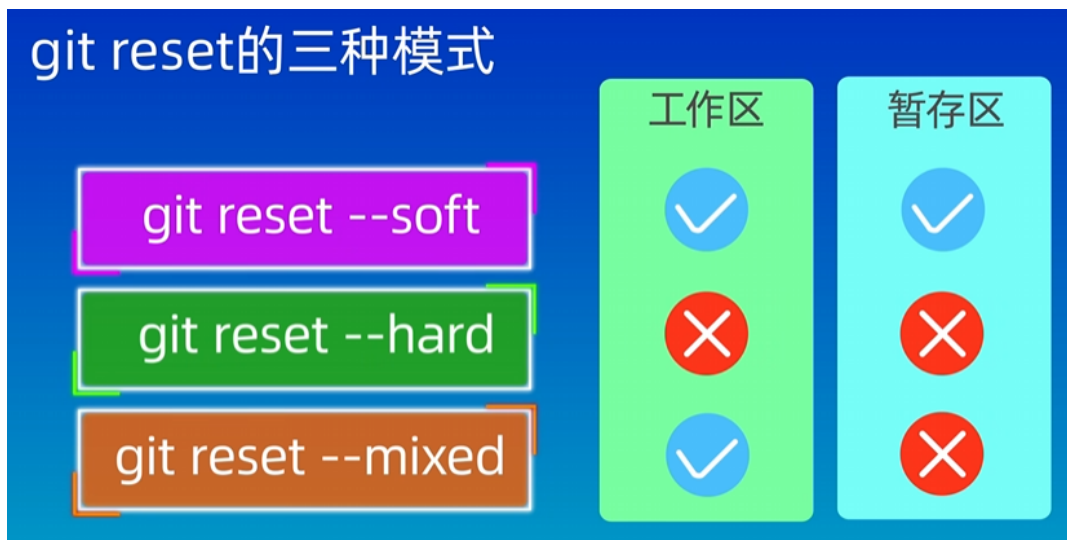 git reset的三种模式
工作区
暂存区
git reset --soft
git reset --hard
git reset --mixed